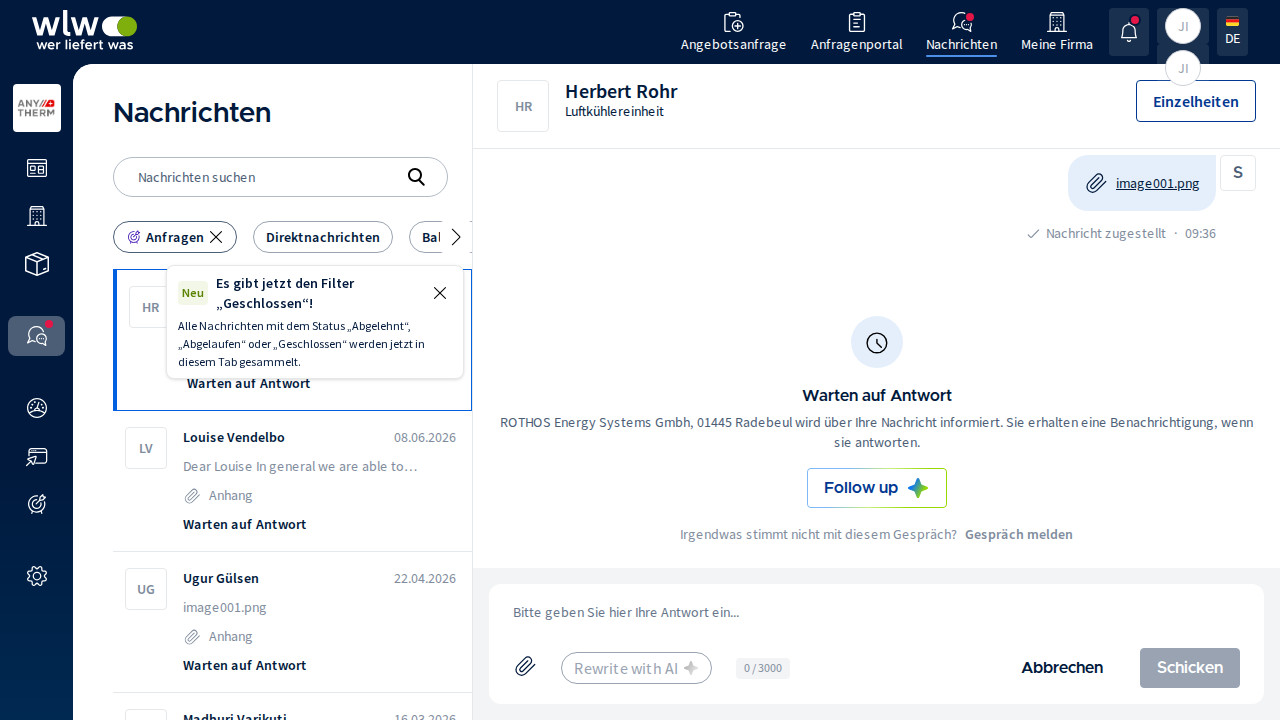 wlw
wer liefert was
Angebotsanfrage
Anfragenportal
Nachrichten
Meine Firma
JI
JI
DE
ANY
THERM
Nachrichten
Nachrichten suchen
Anfragen
Direktnachrichten
Bal
HR
Neu
Es gibt jetzt den Filter
„Geschlossen“!
Alle Nachrichten mit dem Status „Abgelehnt“,
„Abgelaufen“ oder „Geschlossen“ werden jetzt in
diesem Tab gesammelt.
Warten auf Antwort
LV
Louise Vendelbo
08.06.2026
Dear Louise In general we are able to…
Anhang
Warten auf Antwort
UG
Ugur Gülsen
22.04.2026
image001.png
Anhang
Warten auf Antwort
Madhuri Varikuti
16.03.2026
HR
Herbert Rohr
Luftkühlereinheit
Einzelheiten
image001.png
S
Nachricht zugestellt · 09:36
Warten auf Antwort
ROTHOS Energy Systems Gmbh, 01445 Radebeul wird über Ihre Nachricht informiert. Sie erhalten eine Benachrichtigung, wenn
sie antworten.
Follow up
Irgendwas stimmt nicht mit diesem Gespräch? Gespräch melden
Bitte geben Sie hier Ihre Antwort ein...
Rewrite with AI
0 / 3000
Abbrechen
Schicken